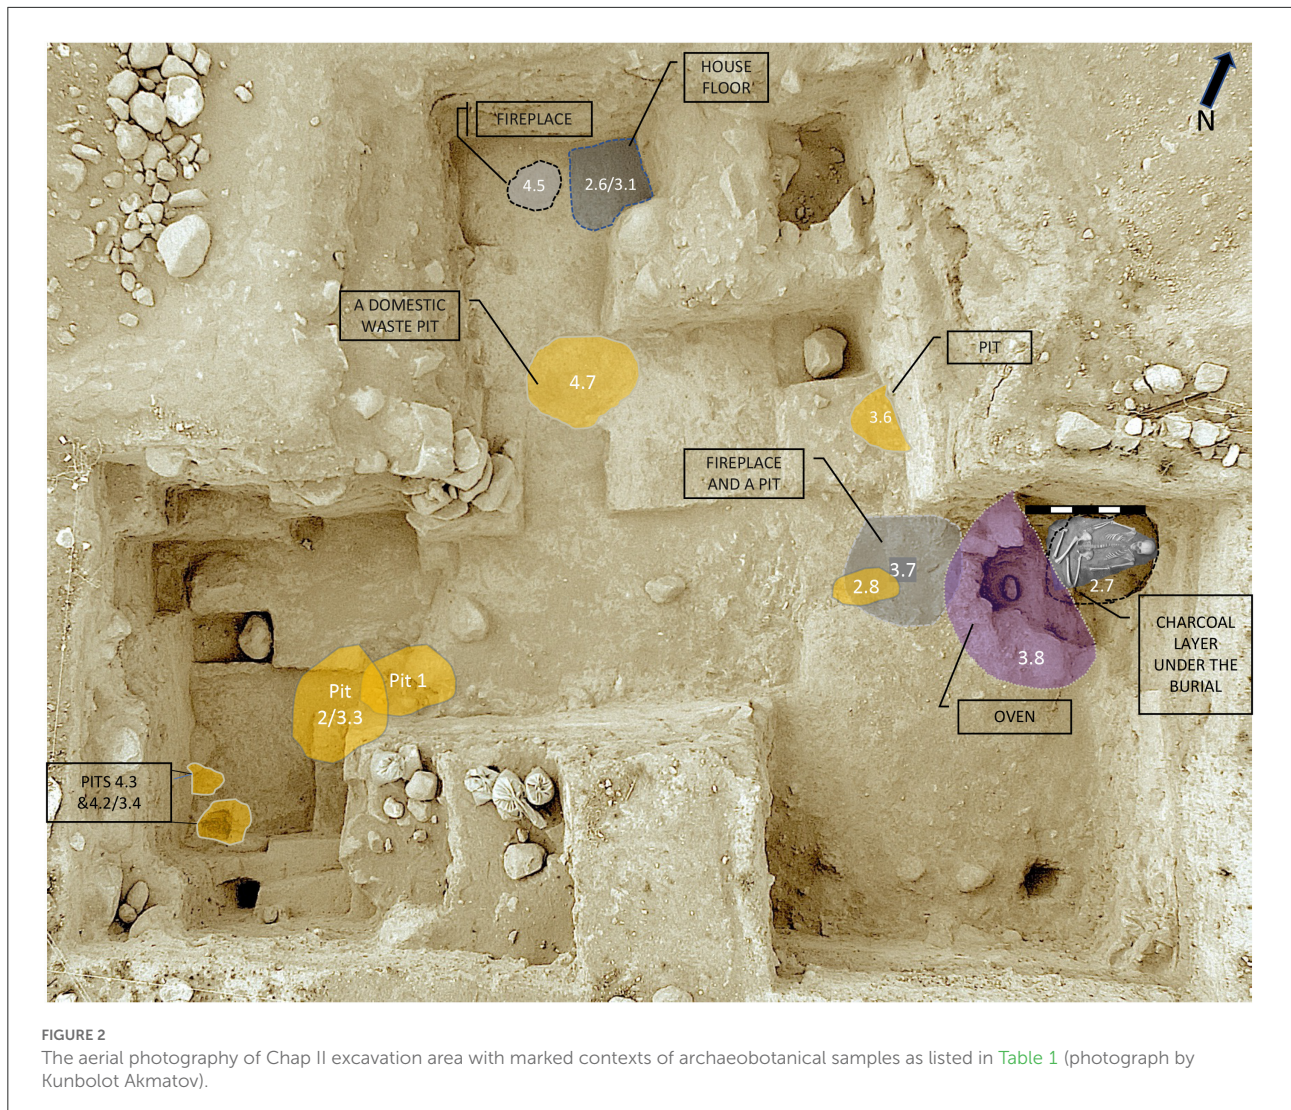 HOUSE
FLOOR'
'FIREPLACE
N
4.5
2.6/3.1
A DOMESTIC
WASTE PIT
4.7
PIT
3.6
FIREPLACE
AND A PIT
3.7
2.8
2.7
CHARCOAL
LAYER
UNDER THE
BURIAL
3.8
OVEN
Pit 1
Pit
2/3.3
PITS 4.3
&4.2/3.4
FIGURE 2
The aerial photography of Chap II excavation area with marked contexts of archaeobotanical samples as listed in Table 1 (photograph by
Kunbolot Akmatov).